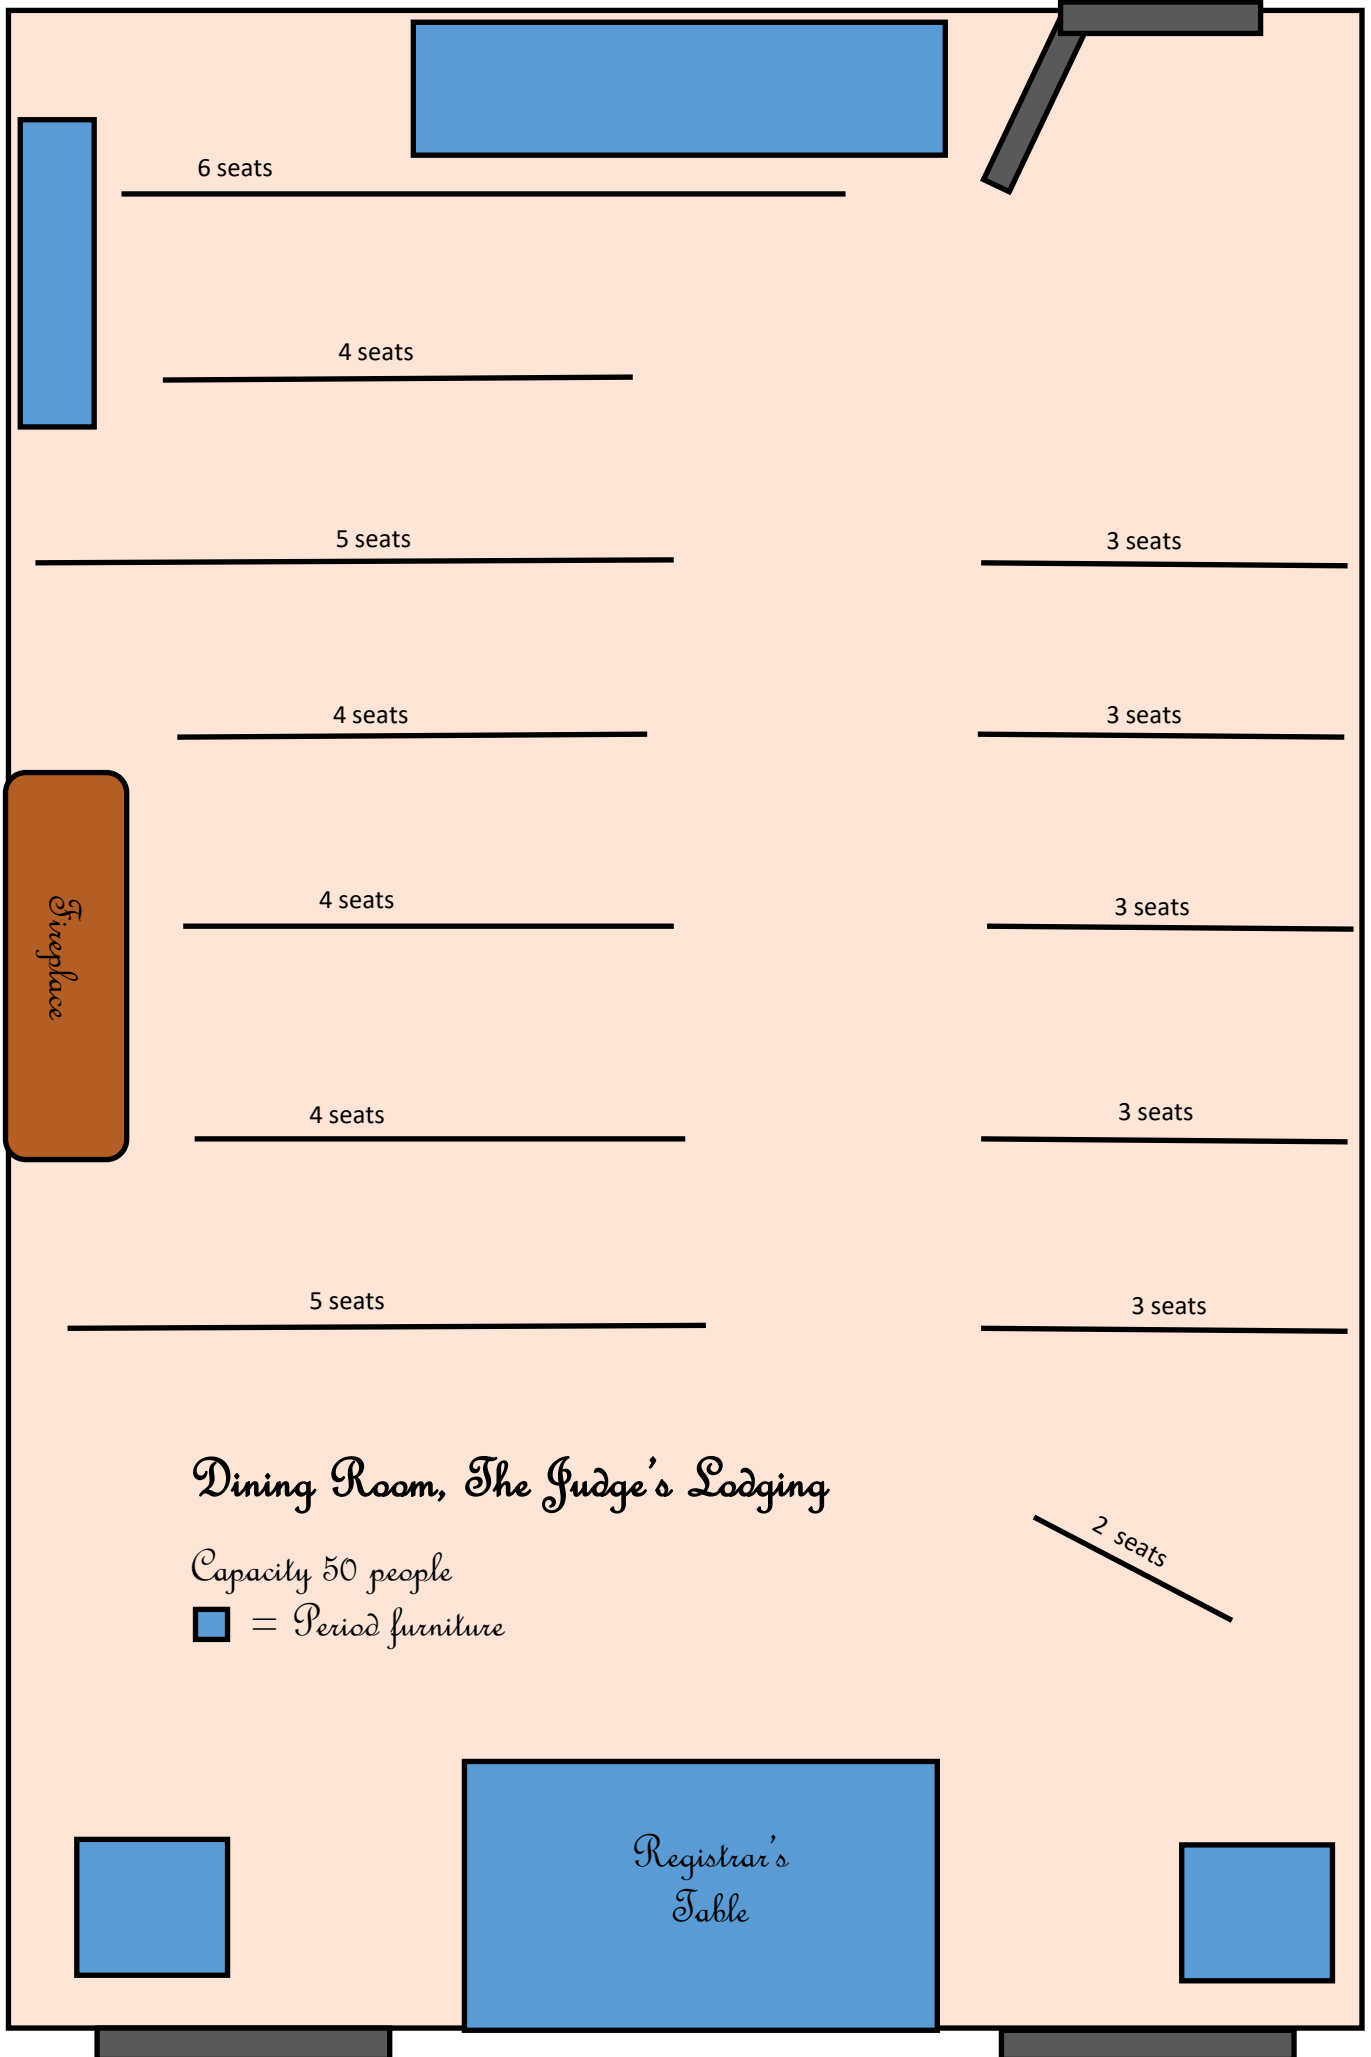 6 seats
4 seats
5 seats
3 seats
4 seats
3 seats
4 seats
3 seats
Fireplace
4 seats
3 seats
5 seats
3 seats
Dining Room, The Judge's Lodging
2 seats
Capacity 50 people
= Period furniture
Registrar's
Table